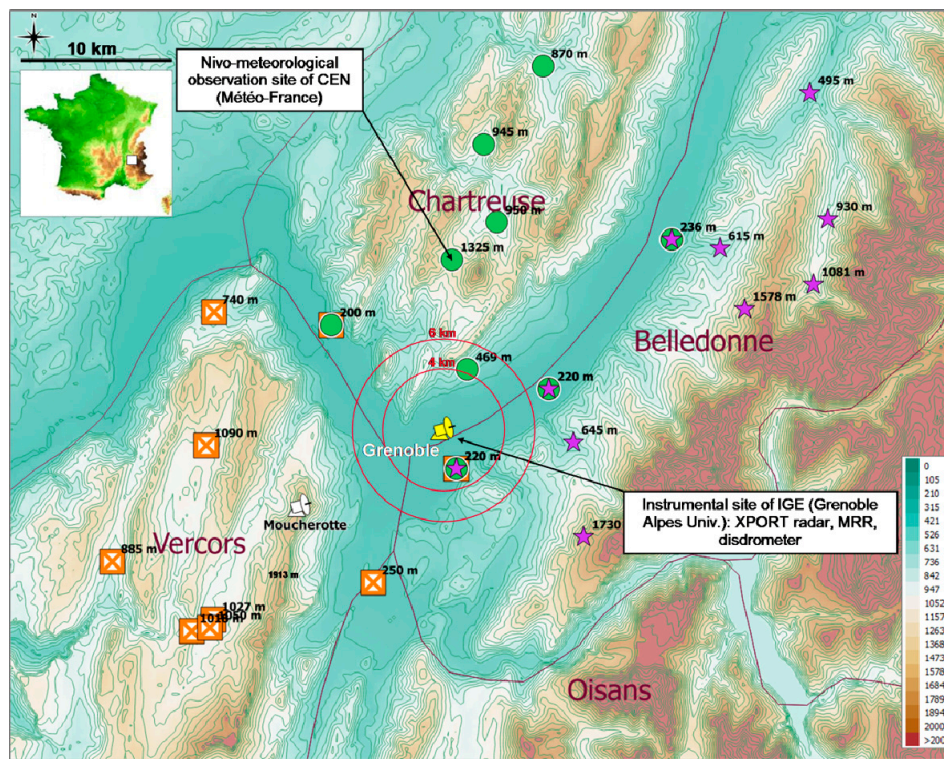 N
10 km
Nivo-meteorological
observation site of CEN
(Météo-France)
870 m
495 m
945 m
Chartreuse
950 m
930 m
236 m
615 m
1325 m
1081 m
740 m
1578 m
200 m
6 km
Belledonne
469 m
4 km
220 m
1090 m
Grenoble
645 m
220 m
Moucherotte
Instrumental site of IGE (Grenoble
Alpes Univ.): XPORT radar, MRR,
disdrometer
Vercors
885 m
1730
1913 m
250 m
1027 m
1050 m
Oisans
0
105
210
315
421
526
631
736
842
947
1052
1157
1263
1368
1473
1578
1684
1789
1894
2000
>200